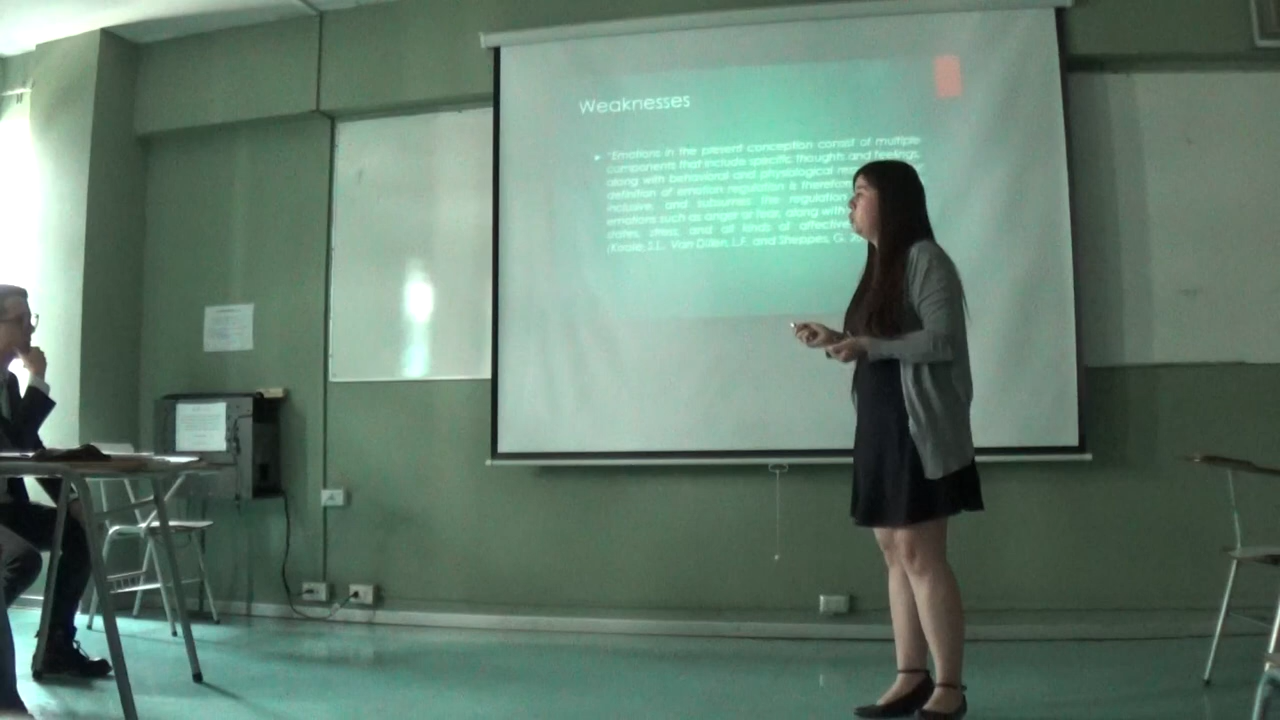 Weaknesses
"Emotions in the present conception consist of multiple
components that include specific thoughts and feelings,
along with behavioral and physiological
definition of emotion regulation is therefore
inclusive, and subsumes the regulation
emotions such as anger or fear, along with
states, stress, and all kinds of affective
(Koole, S.L., Van Dillen, L.F. and Sheppes, G.